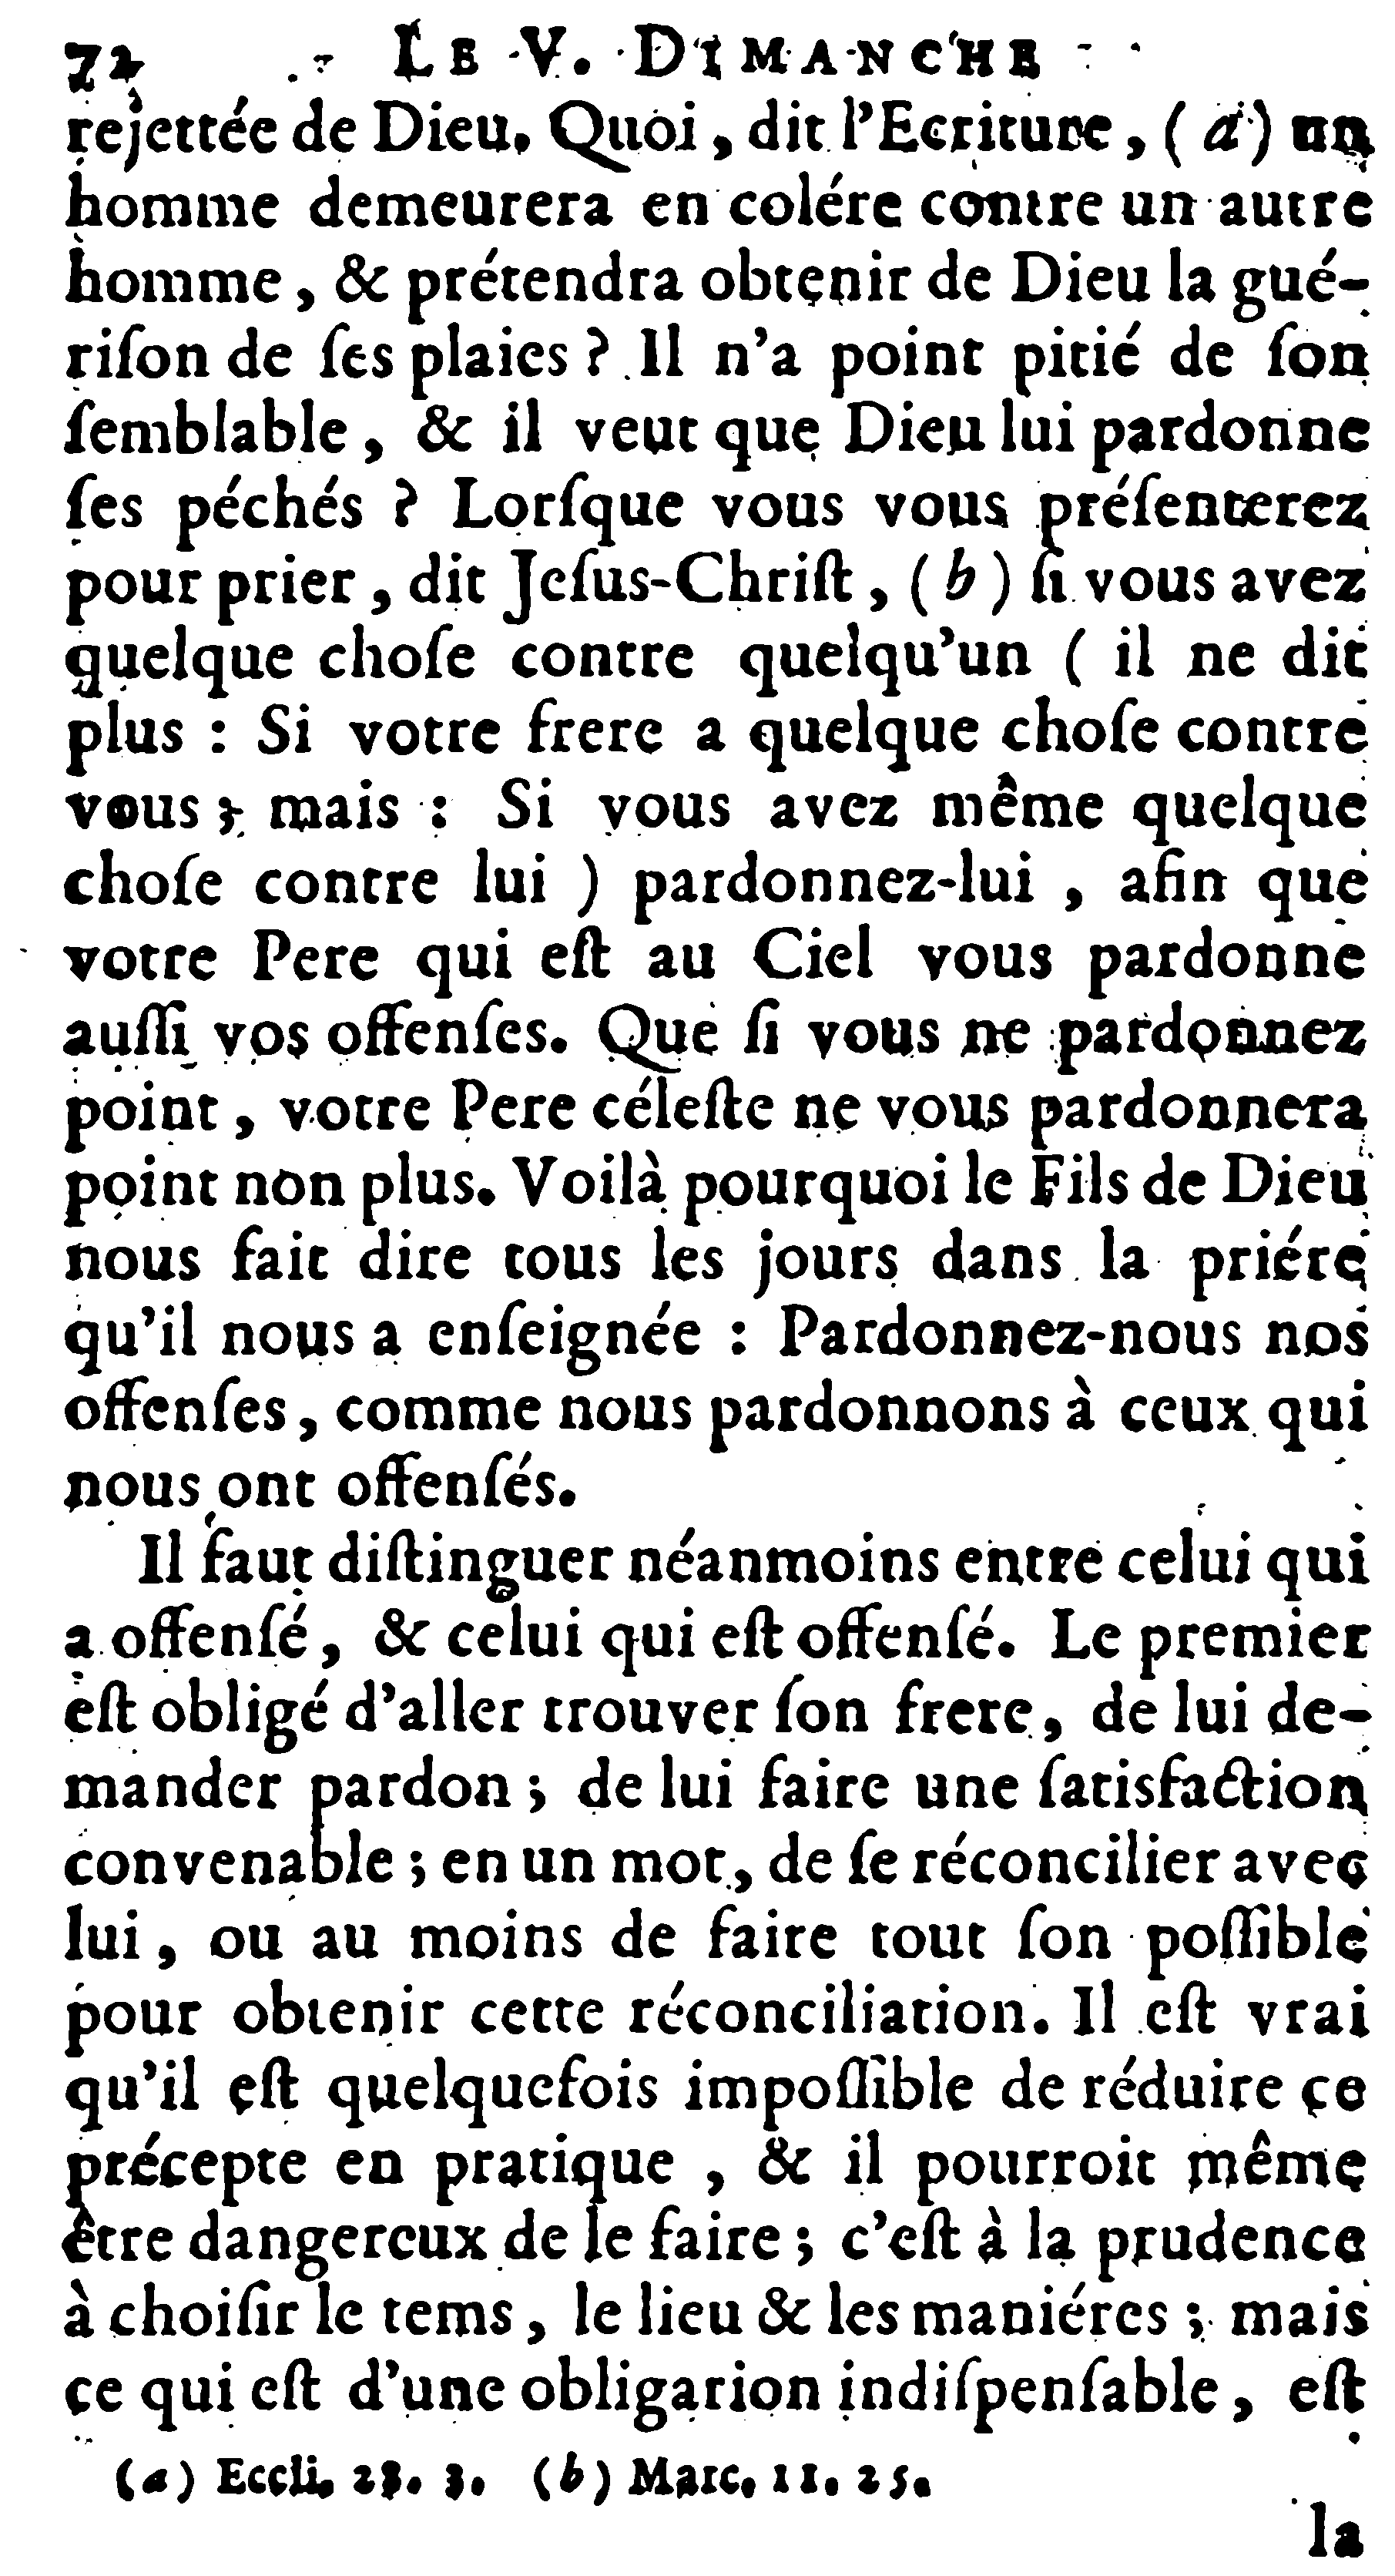 72 LE V. DIMANCHE
rejettée de Dieu. Quoi, dit l'Ecriture, (a) un
homme demeurera en colére contre un autre
homme, & prétendra obtenir de Dieu la gué-
riſon de ſes plaies ? Il n'a point pitié de ſon
ſemblable, & il veut que Dieu lui pardonne
ſes péchés ? Lorſque vous vous préſenterez
pour prier, dit Jeſus-Chriſt, (b) ſi vous avez
quelque choſe contre quelqu'un ( il ne dit
plus : Si votre frere a quelque choſe contre
vous ; mais : Si vous avez même quelque
choſe contre lui ) pardonnez-lui , afin que
votre Pere qui eſt au Ciel vous pardonne
auſſi vos offenſes. Que ſi vous ne pardonnez
point, votre Pere céleſte ne vous pardonnera
point non plus. Voilà pourquoi le Fils de Dieu
nous fait dire tous les jours dans la priére
qu'il nous a enſeignée : Pardonnez-nous nos
offenſes, comme nous pardonnons à ceux qui
nous ont offenſés.
Il faut diſtinguer néanmoins entre celui qui
a offenſé, & celui qui eſt offenſé. Le premier
eſt obligé d'aller trouver ſon frere, de lui de-
mander pardon ; de lui faire une ſatisfaction
convenable ; en un mot, de ſe réconcilier avec
lui, ou au moins de faire tout ſon poſſible
pour obtenir cette réconciliation. Il eſt vrai
qu'il eſt quelquefois impoſſible de réduire ce
précepte en pratique , & il pourroit même
être dangereux de le faire ; c'eſt à la prudence
à choiſir le tems, le lieu & les maniéres ; mais
ce qui eſt d'une obligarion indiſpenſable, eſt
(a) Eccli. 28. 3. (b) Marc. 11. 25.
la